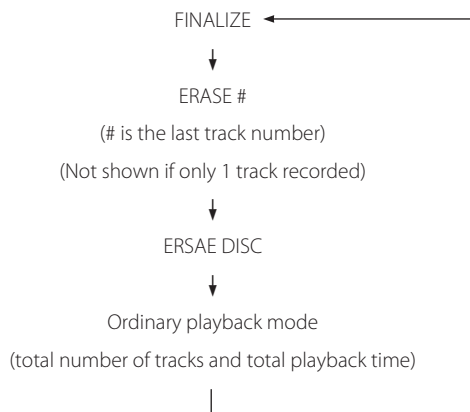 FINALIZE
ERASE #
(# is the last track number)
(Not shown if only 1 track recorded)
ERSAE DISC
Ordinary playback mode
(total number of tracks and total playback time)